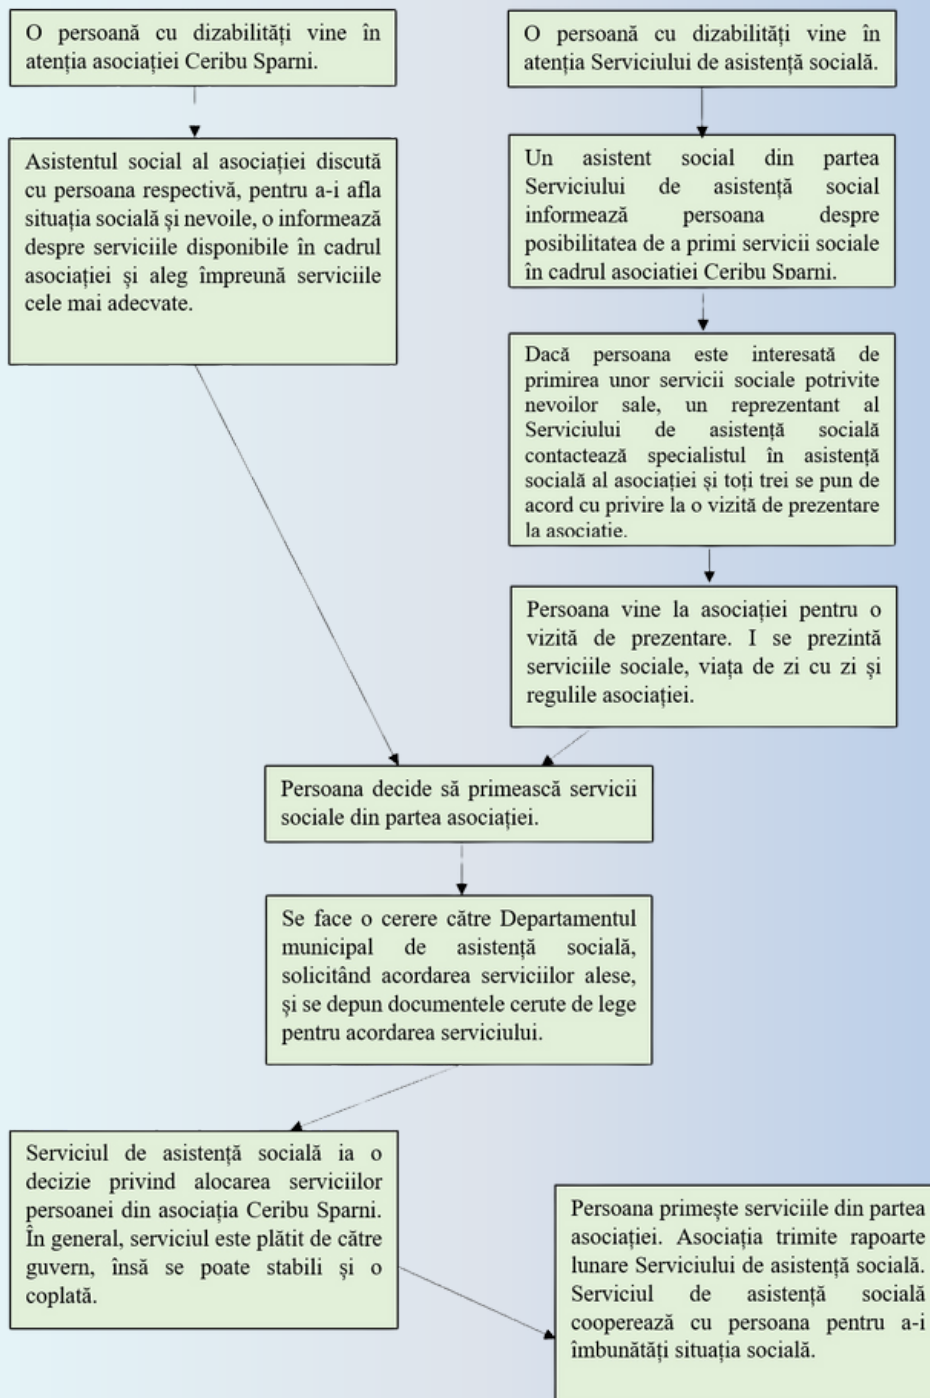 O persoană cu dizabilități vine în
atenția asociației Ceribu Sparni.
Asistentul social al asociației discută
cu persoana respectivă, pentru a-i afla
situația socială și nevoile, o informează
despre serviciile disponibile în cadrul
asociației și aleg împreună serviciile
cele mai adecvate.
O persoană cu dizabilități vine în
atenția Serviciului de asistență socială.
Un asistent social din partea
Serviciului de asistență social
informează persoana despre
posibilitatea de a primi servicii sociale
în cadrul asociatiei Ceribu Sparni.
Dacă persoana este interesată de
primirea unor servicii sociale potrivite
nevoilor sale, un reprezentant al
Serviciului de asistență socială
contactează specialistul în asistență
socială al asociației și toți trei se pun de
acord cu privire la o vizită de prezentare
la asociatie.
Persoana vine la asociației pentru o
vizită de prezentare. I se prezintă
serviciile sociale, viața de zi cu zi și
regulile asociației.
Persoana decide să primească servicii
sociale din partea asociației.
Se face o cerere către Departamentul
municipal de asistență socială,
solicitând acordarea serviciilor alese,
și se depun documentele cerute de lege
pentru acordarea serviciului.
Serviciul de asistență socială ia o
decizie privind alocarea serviciilor
persoanei din asociația Ceribu Sparni.
În general, serviciul este plătit de către
guvern, însă se poate stabili și o
coplată.
Persoana primește serviciile din partea
asociației. Asociația trimite rapoarte
lunare Serviciului de asistență socială.
Serviciul de asistență socială
cooperează cu persoana pentru a-i
îmbunătăți situația socială.